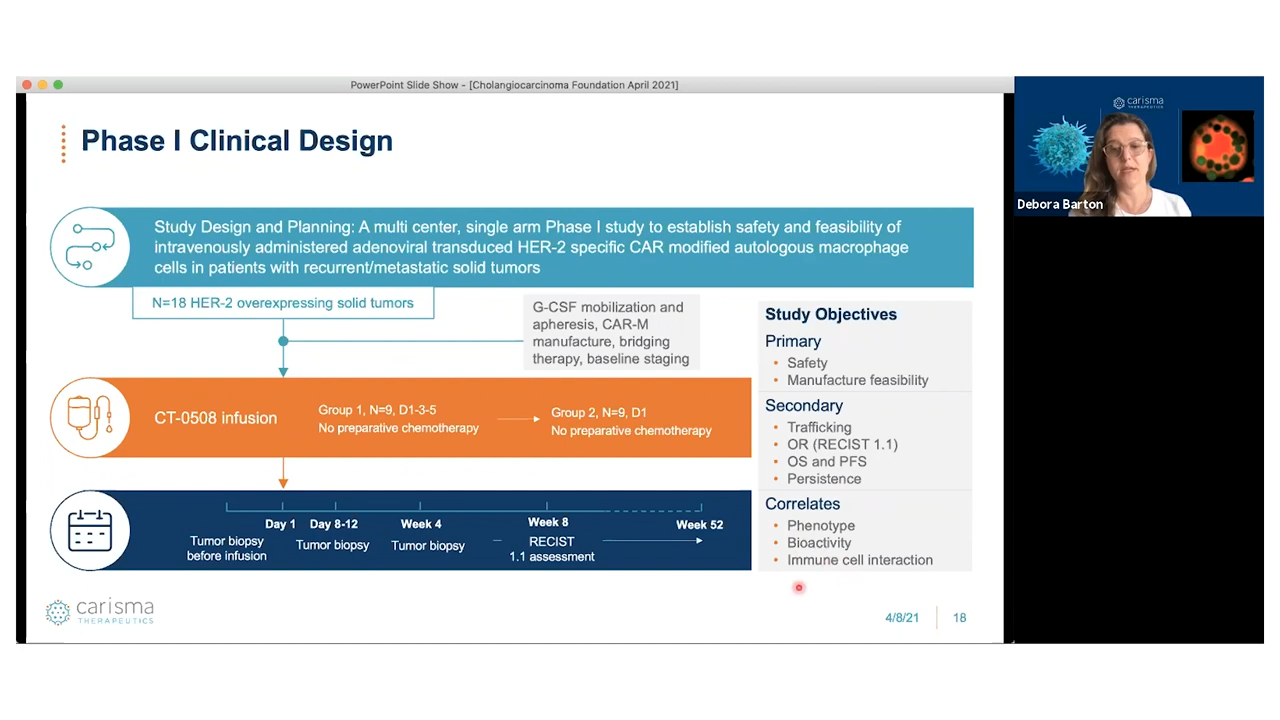 PowerPoint Slide Show - [Cholangiocarcinoma Foundation April 2021]
Phase I Clinical Design
Study Design and Planning: A multi center, single arm Phase I study to establish safety and feasibility of
intravenously administered adenoviral transduced HER-2 specific CAR modified autologous macrophage
cells in patients with recurrent/metastatic solid tumors
N=18 HER-2 overexpressing solid tumors
G-CSF mobilization and
apheresis, CAR-M
manufacture, bridging
therapy, baseline staging
CT-0508 infusion
Group 1, N=9, D1-3-5
No preparative chemotherapy
Group 2, N=9, D1
No preparative chemotherapy
Day 1
Day 8-12
Week 4
Week 8
Week 52
Tumor biopsy
before infusion
Tumor biopsy
Tumor biopsy
RECIST
1.1 assessment
Study Objectives
Primary
• Safety
• Manufacture feasibility
Secondary
• Trafficking
• OR (RECIST 1.1)
• OS and PFS
• Persistence
Correlates
• Phenotype
• Bioactivity
• Immune cell interaction
carisma
THERAPEUTICS
4/8/21
18
carisma
THERAPEUTICS
Debora Barton